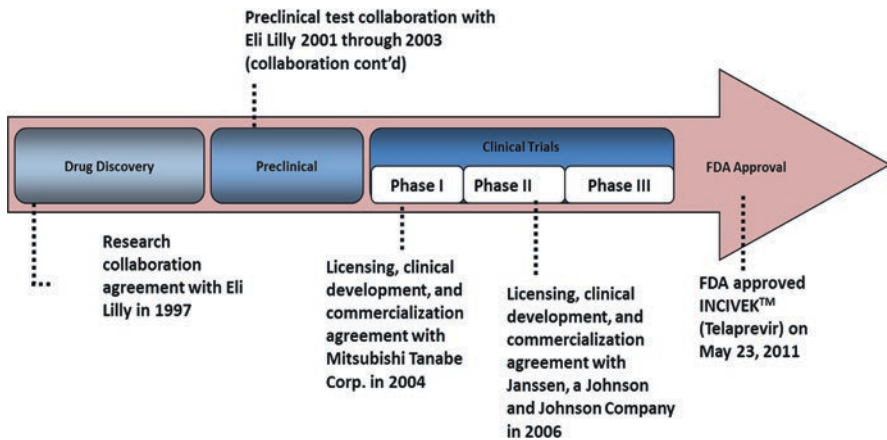 Preclinical test collaboration with
Eli Lilly 2001 through 2003
(collaboration cont’d)
Drug Discovery
Preclinical
Clinical Trials
Phase I
Phase II
Phase III
FDA Approval
Research
collaboration
agreement with Eli
Lilly in 1997
Licensing, clinical
development, and
commercialization
agreement with
Mitsubishi Tanabe
Corp. in 2004
Licensing, clinical
development, and
commercialization
agreement with
Janssen, a Johnson
and Johnson Company
in 2006
FDA approved
INCIVEK™
(Telaprevir) on
May 23, 2011